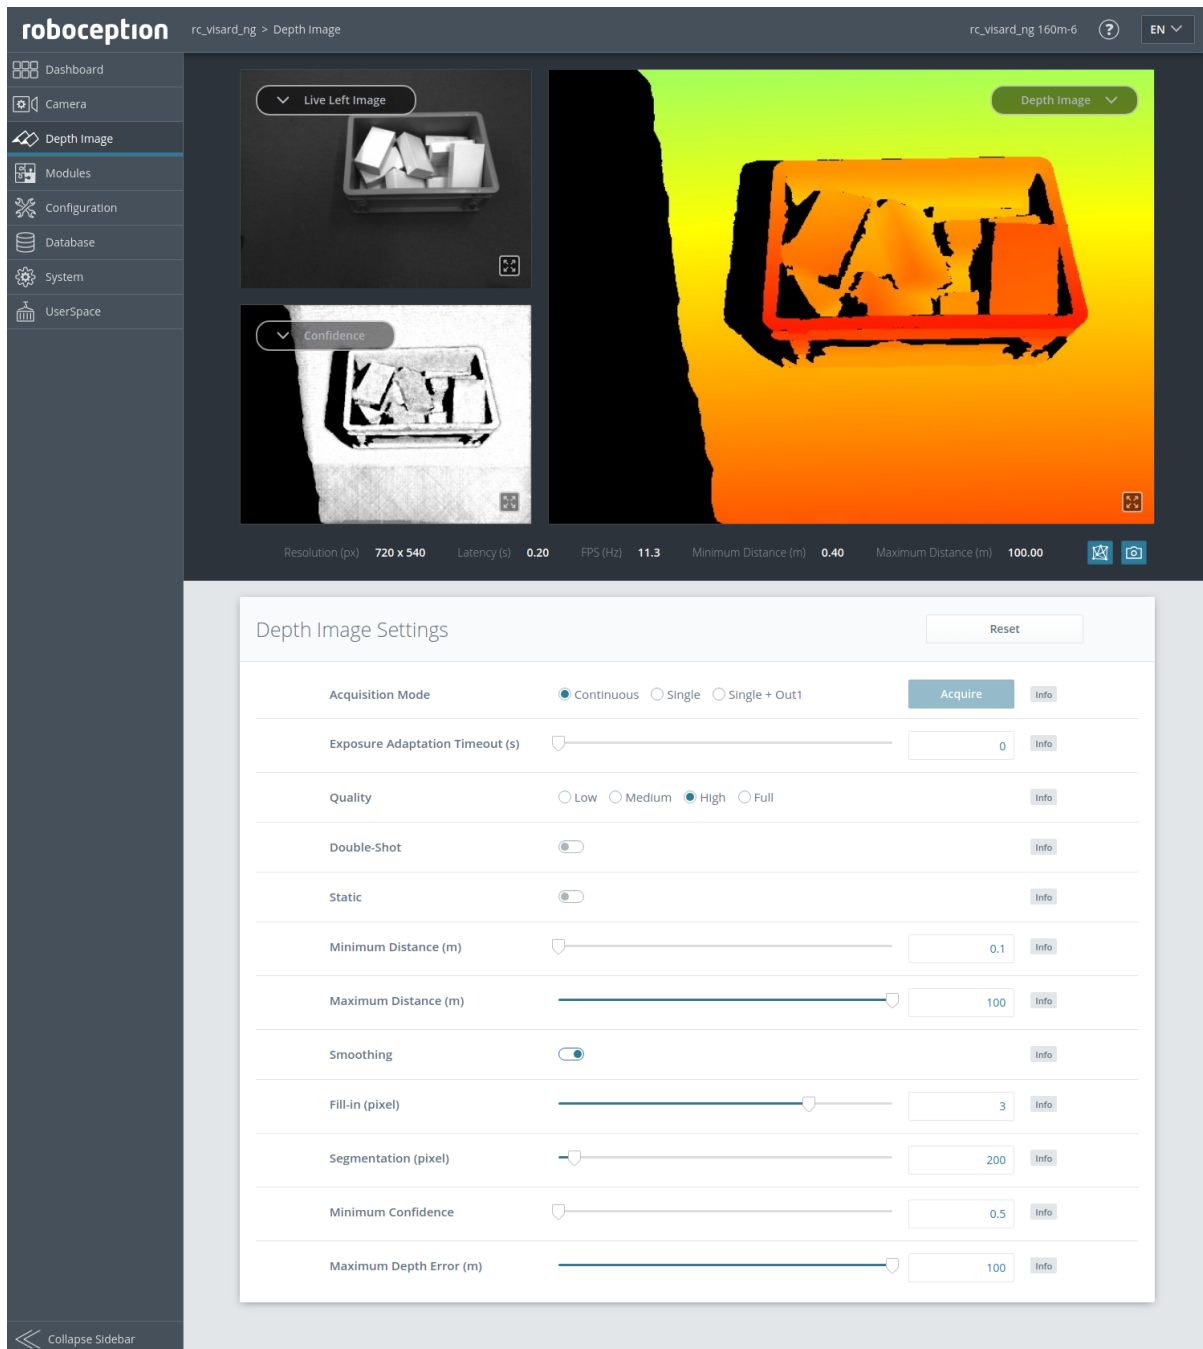 roboception rc_visard_ng > Depth Image rc_visard_ng 160m-6 ? EN
Dashboard
Camera
Depth Image
Modules
Configuration
Database
System
UserSpace
Live Left Image
Depth Image
Confidence
Resolution (px) 720 x 540 Latency (s) 0.20 FPS (Hz) 11.3 Minimum Distance (m) 0.40 Maximum Distance (m) 100.00
Depth Image Settings Reset
Acquisition Mode Continuous Single Single + Out1 Acquire Info
Exposure Adaptation Timeout (s) 0 Info
Quality Low Medium High Full Info
Double-Shot Info
Static Info
Minimum Distance (m) 0.1 Info
Maximum Distance (m) 100 Info
Smoothing Info
Fill-in (pixel) 3 Info
Segmentation (pixel) 200 Info
Minimum Confidence 0.5 Info
Maximum Depth Error (m) 100 Info
Collapse Sidebar